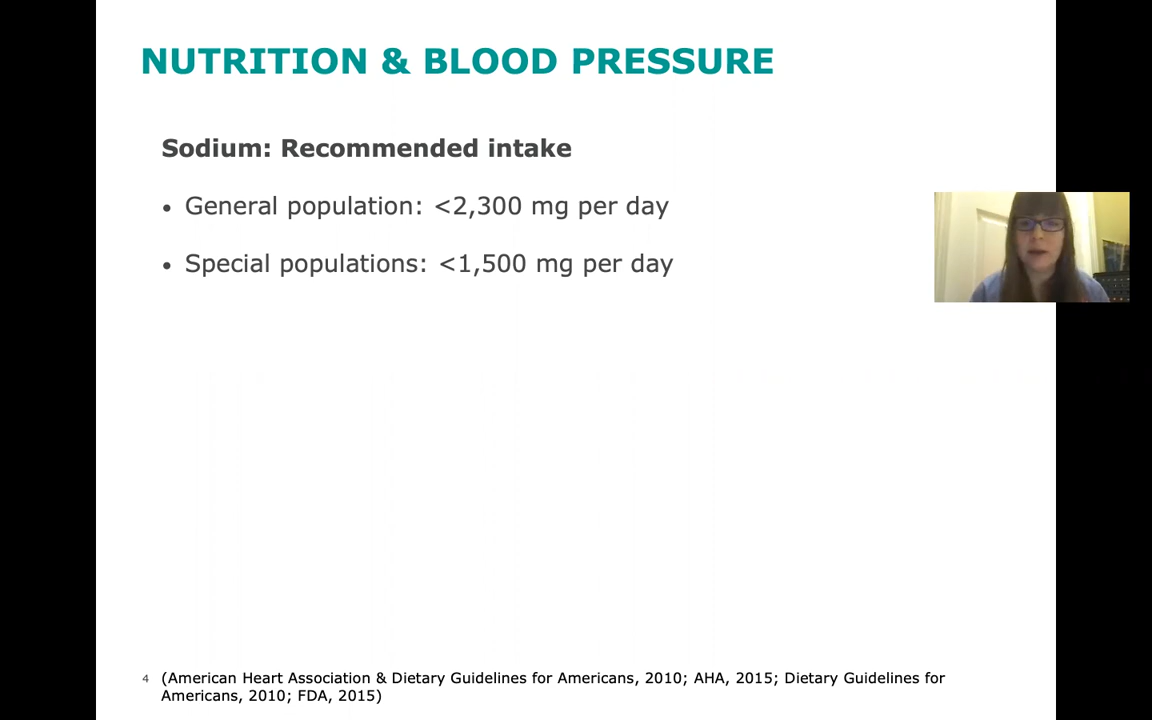 NUTRITION & BLOOD PRESSURE
Sodium: Recommended intake
• General population: <2,300 mg per day
• Special populations: <1,500 mg per day
4 (American Heart Association & Dietary Guidelines for Americans, 2010; AHA, 2015; Dietary Guidelines for
Americans, 2010; FDA, 2015)